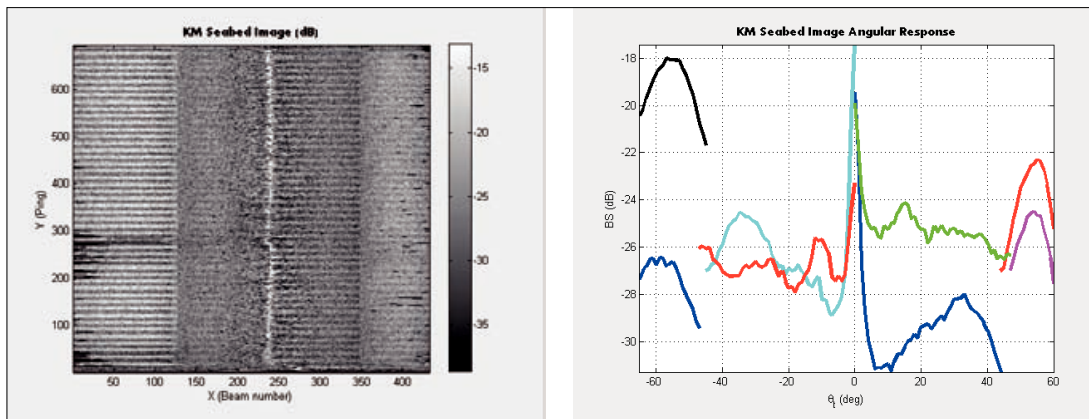 KM Seabed Image (dB)
600
500
400
300
200
100
Y (Ping)
50 100 150 200 250 300 350 400
X (Beam number)
-15
-20
-25
-30
-35
KM Seabed Image Angular Response
-18
-20
-22
-24
-26
-28
-30
BS (dB)
-60 -40 -20 0 20 40 60
θt (deg)